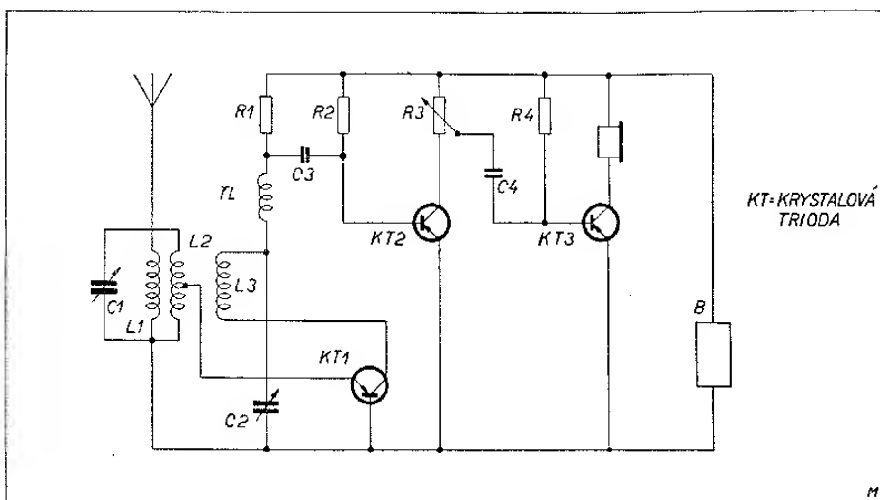 R1
R2
R3
R4
C3
C4
TL
KT2
KT3
KT=KRYSTALOVÁ
TRIODA
L2
L3
C1
L1
B
KT1
C2
M